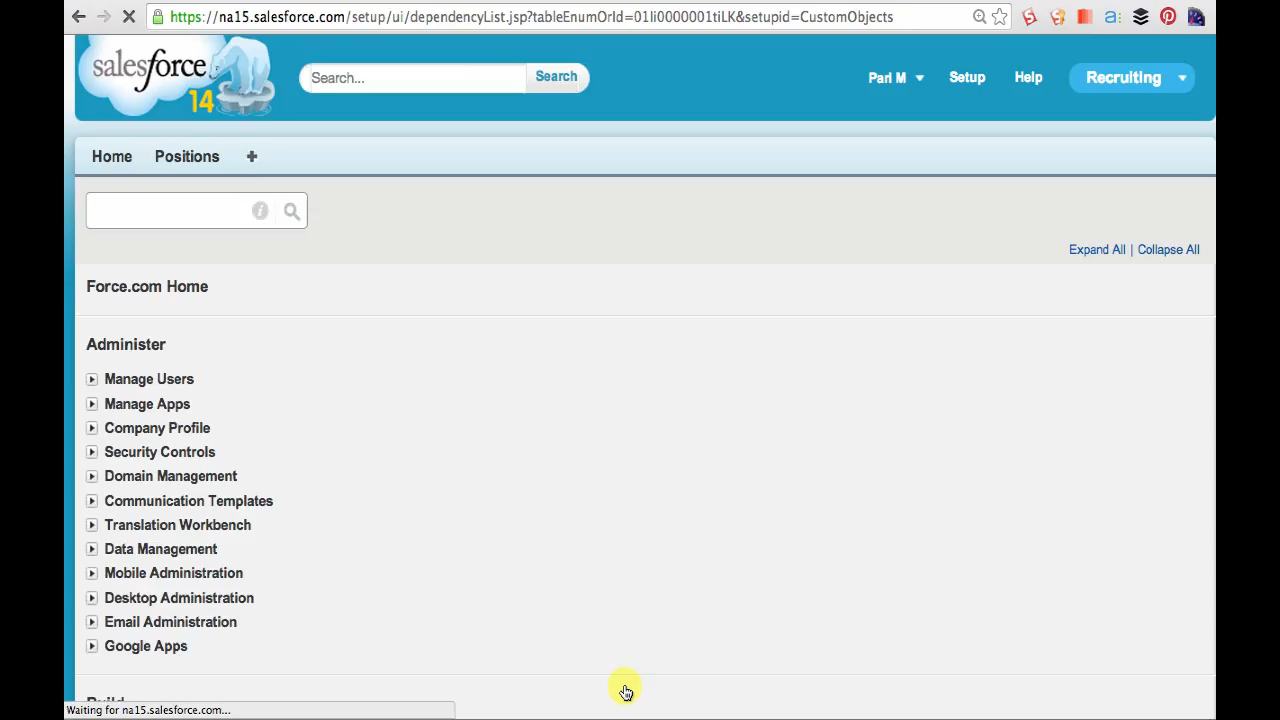 https://na15.salesforce.com/setup/ui/dependencyList.jsp?tableEnumOrId=01Ii0000001tiLK&setupid=CustomObjects
salesforce
14
Search...
Search
Pari M
Setup
Help
Recruiting
Home
Positions
Expand All | Collapse All
Force.com Home
Administer
Manage Users
Manage Apps
Company Profile
Security Controls
Domain Management
Communication Templates
Translation Workbench
Data Management
Mobile Administration
Desktop Administration
Email Administration
Google Apps
Build
Waiting for na15.salesforce.com...